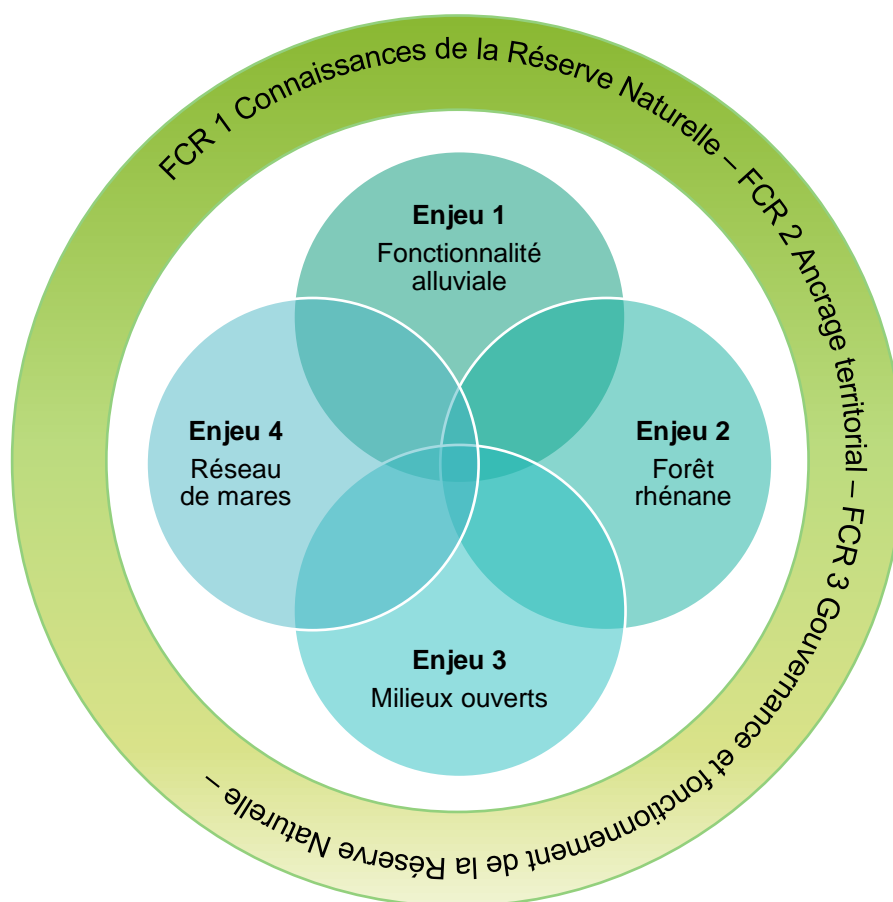 FCR 1 Connaissances de la Réserve Naturelle – FCR 2 Ancrage territorial – FCR 3 Gouvernance et fonctionnement de la Réserve Naturelle –
Enjeu 1
Fonctionnalité
alluviale
Enjeu 4
Réseau
de mares
Enjeu 2
Forêt
rhénane
Enjeu 3
Milieux ouverts